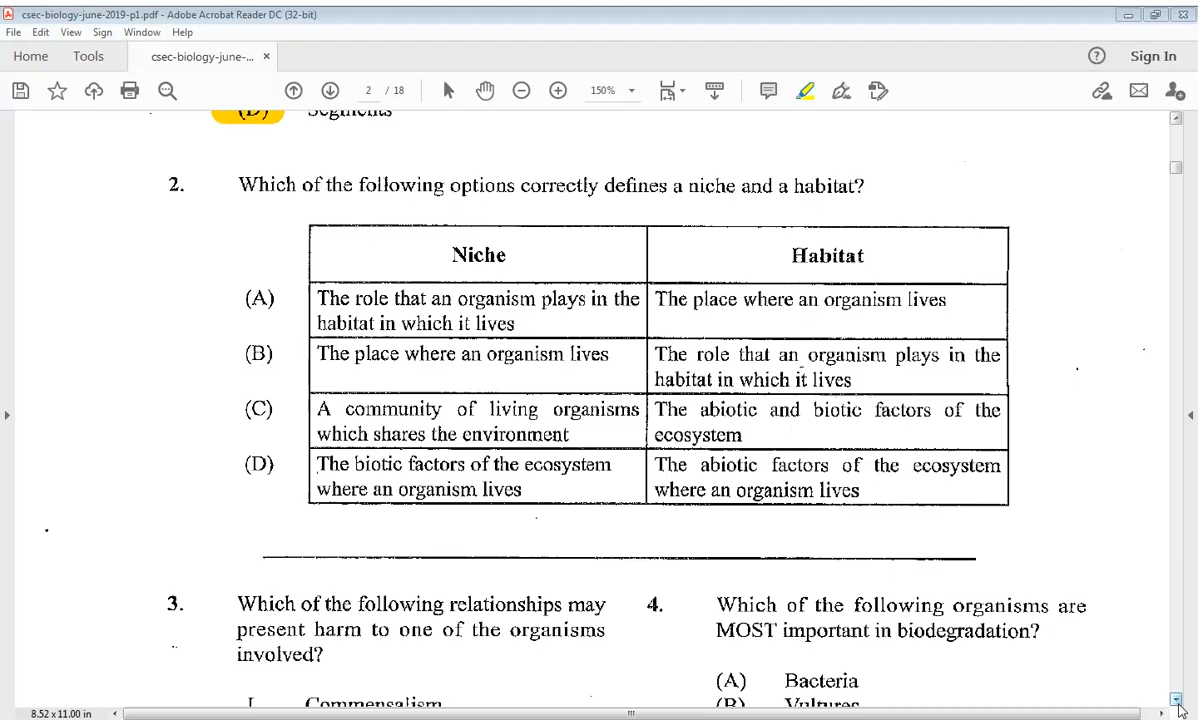 csec-biology-june-2019-p1.pdf - Adobe Acrobat Reader DC (32-bit)
File Edit View Sign Window Help
Home Tools csec-biology-june-... × Sign In
2 / 18 150%
(D) Segments
2. Which of the following options correctly defines a niche and a habitat?
Niche Habitat
(A) The role that an organism plays in the The place where an organism lives
habitat in which it lives
(B) The place where an organism lives The role that an organism plays in the
habitat in which it lives
(C) A community of living organisms The abiotic and biotic factors of the
which shares the environment ecosystem
(D) The biotic factors of the ecosystem The abiotic factors of the ecosystem
where an organism lives where an organism lives
3. Which of the following relationships may
present harm to one of the organisms
involved?
I. Commensalism
4. Which of the following organisms are
MOST important in biodegradation?
(A) Bacteria
(B) Vultures
8.52 x 11.00 in